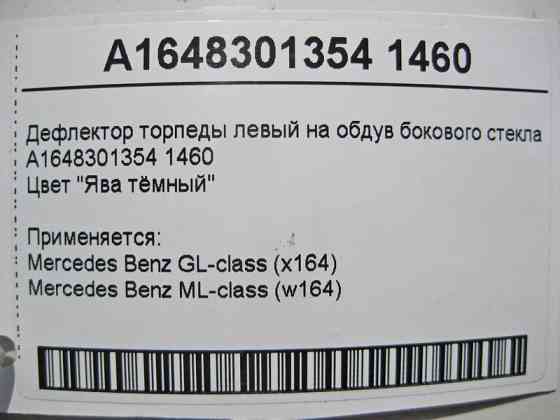 A1648301354 1460
Дефлектор торпеды левый на обдув бокового стекла
A1648301354 1460
Цвет "Ява тёмный"
Применяется:
Mercedes Benz GL-class (x164)
Mercedes Benz ML-class (w164)